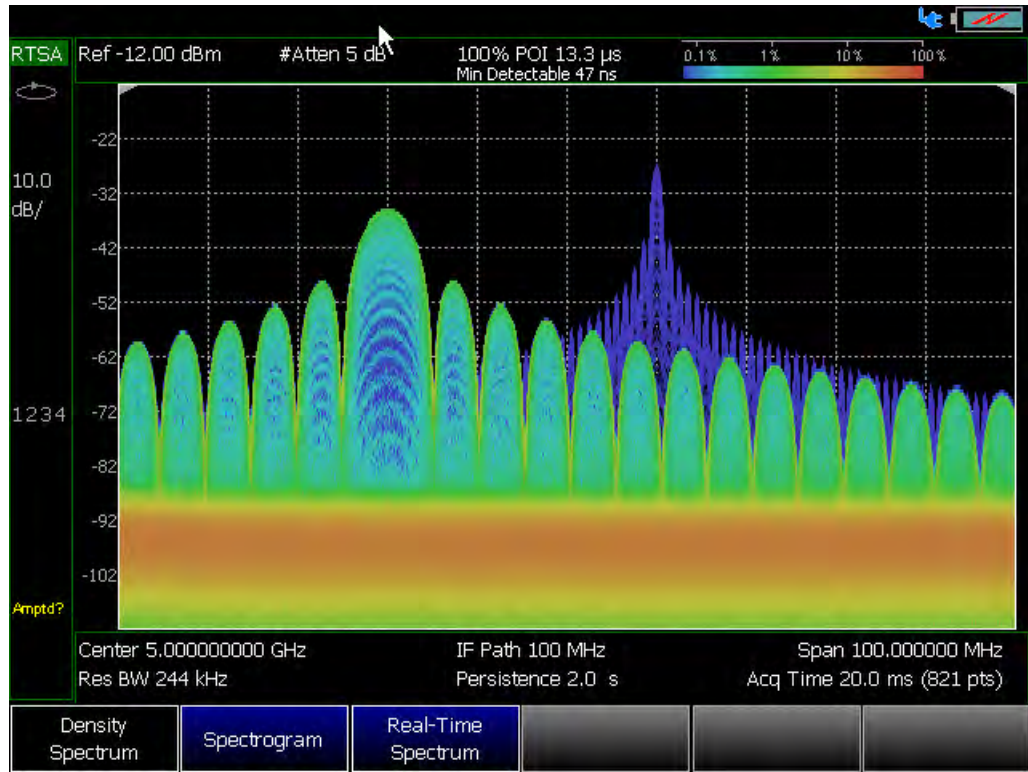 RTSA Ref -12.00 dBm #Atten 5 dB 100% POI 13.3 µs 0.1% 1% 10% 100%
Min Detectable 47 ns
-22
10.0
dB/
-32
-42
-52
-62
1234
-72
-82
-92
-102
Amptd?
Center 5.000000000 GHz IF Path 100 MHz Span 100.000000 MHz
Res BW 244 kHz Persistence 2.0 s Acq Time 20.0 ms (821 pts)
Density Spectrum
Spectrogram
Real-Time Spectrum